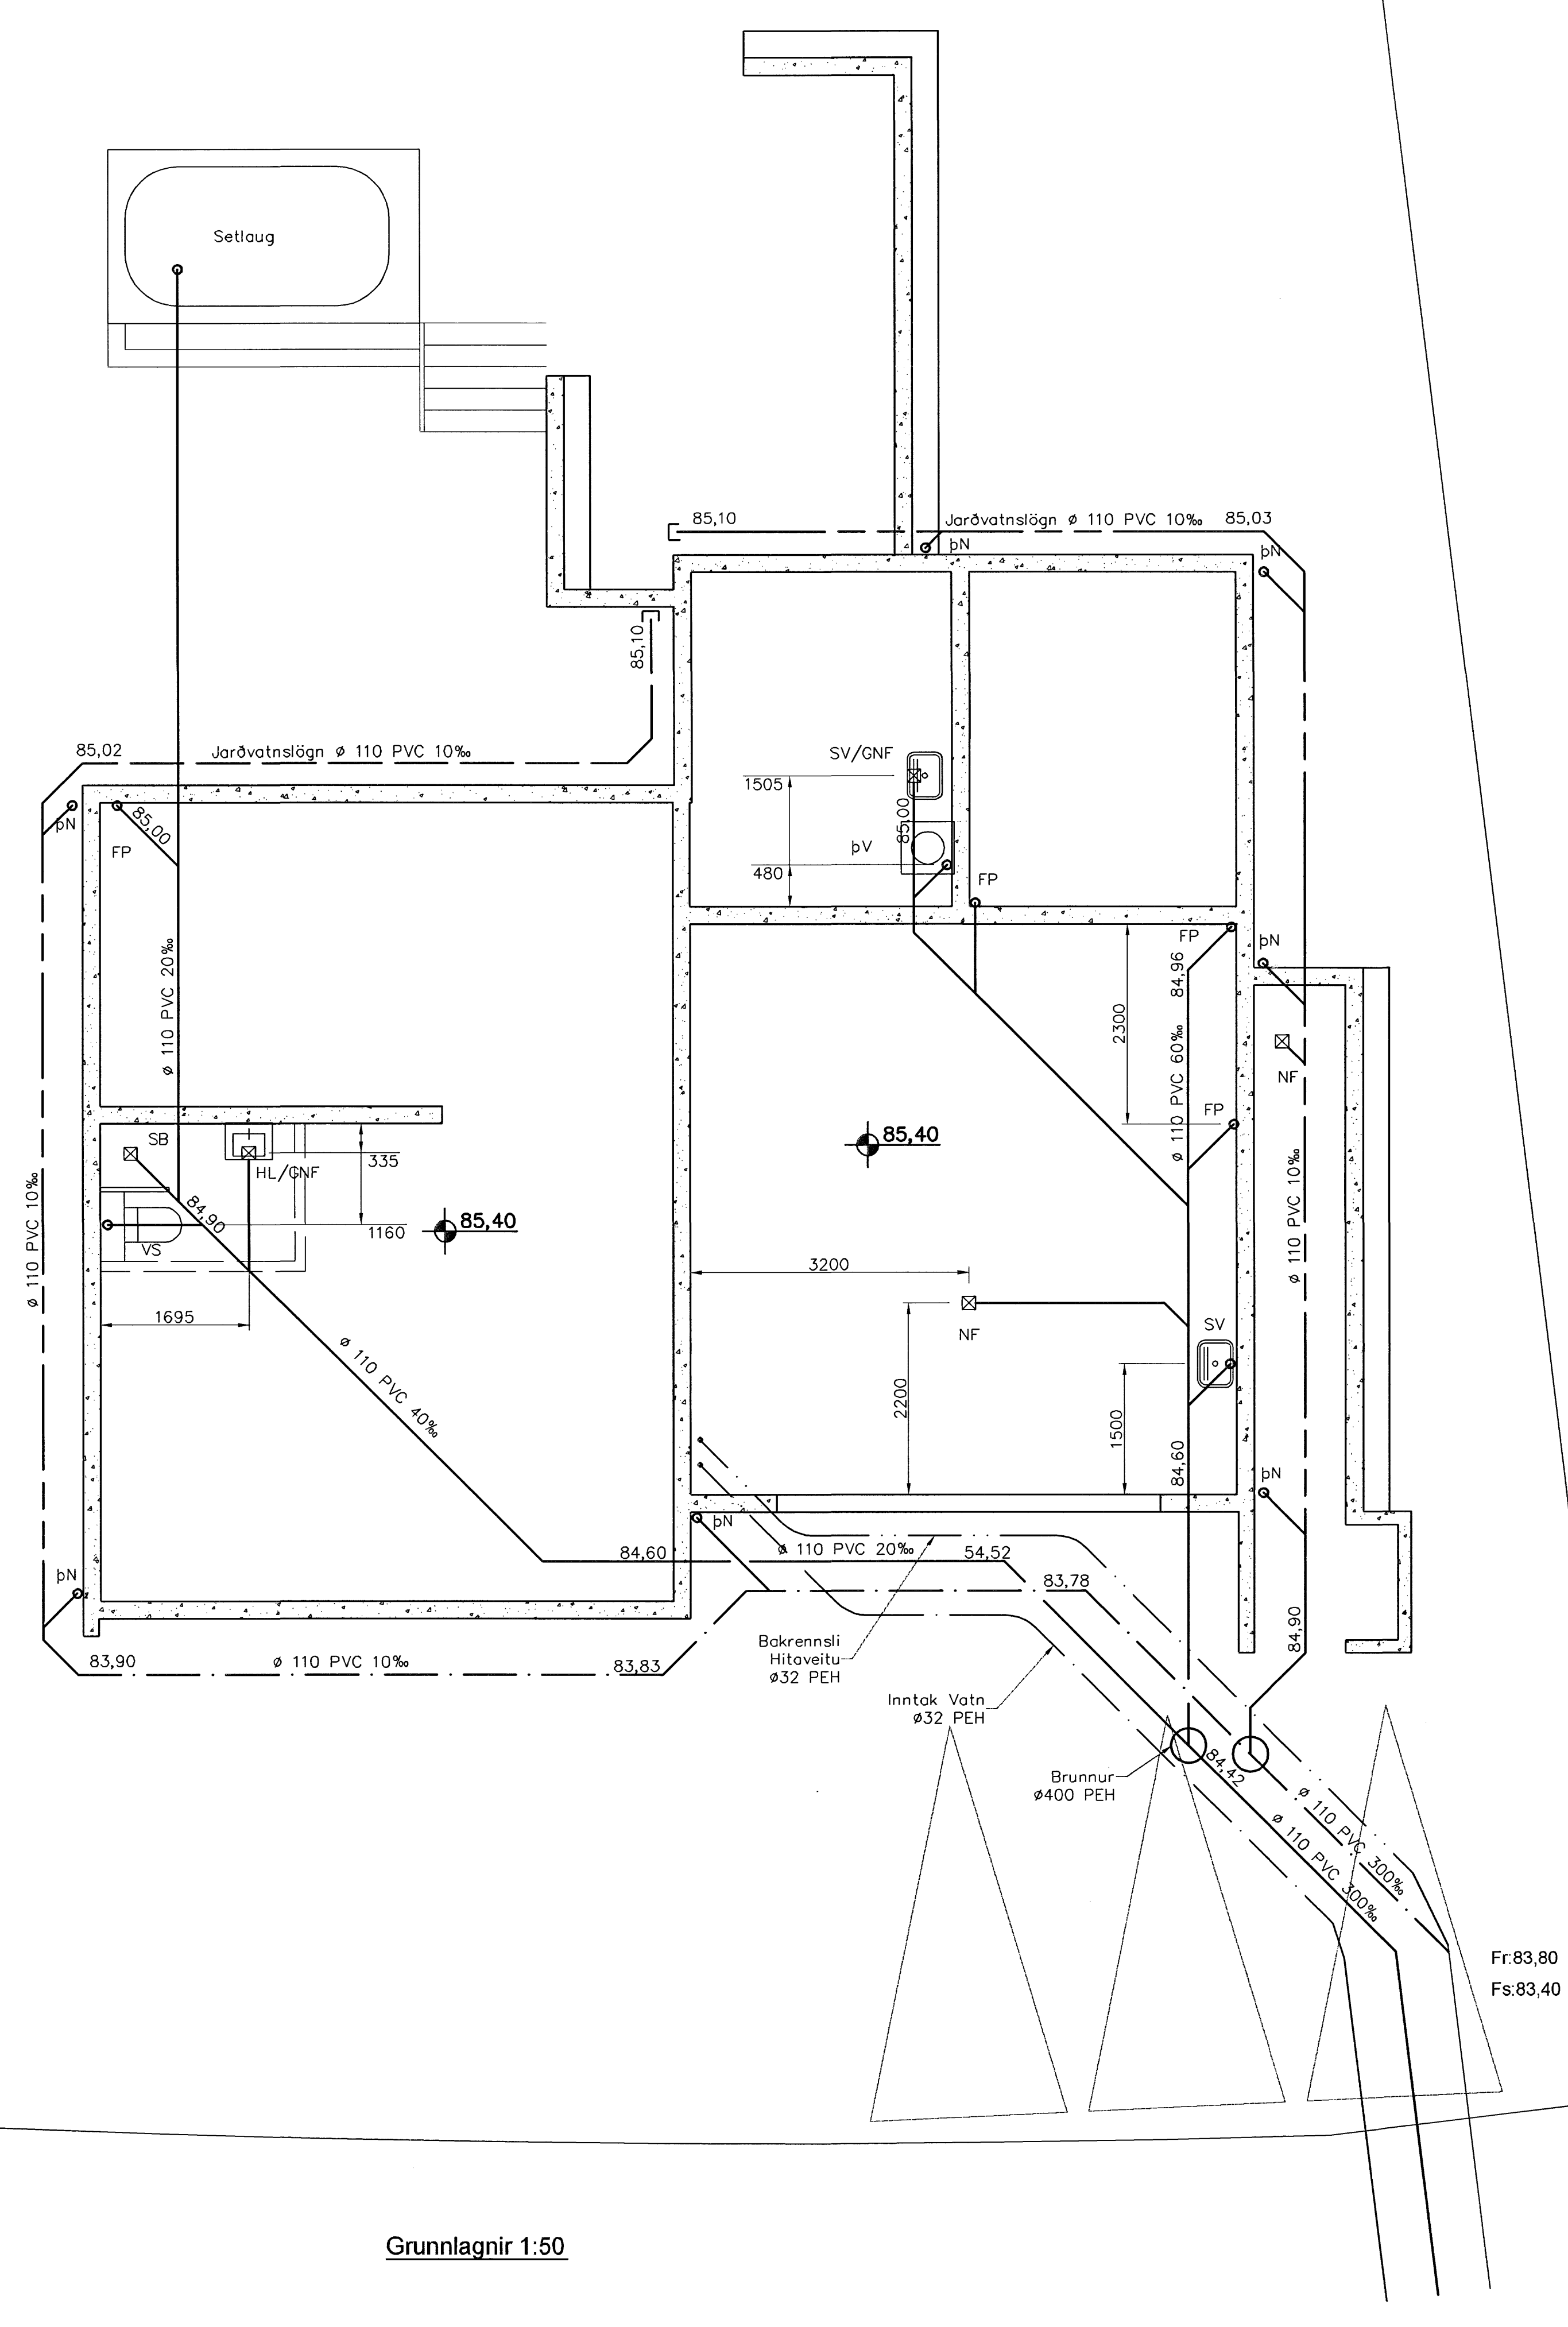 Setlaug
85,10
Jarðvatnslögn ø 110 PVC 10‰
85,03
þN
þN
85,10
85,02
Jarðvatnslögn ø 110 PVC 10‰
SV/GNF
1505
85,00
þV
480
þN
85,00
FP
FP
FP
þN
84,96
ø 110 PVC 20‰
2300
ø 110 PVC 60‰
NF
FP
SB
85,40
335
HL/GNF
ø 110 PVC 10‰
ø 110 PVC 10‰
84,90
85,40
1160
VS
3200
1695
NF
SV
ø 110 PVC 40‰
2200
1500
84,60
þN
þN
84,60
ø 110 PVC 20‰
54,52
þN
83,78
84,90
83,90
ø 110 PVC 10‰
83,83
Bakrennsli
Hitaveitu
ø32 PEH
Inntak Vatn
ø32 PEH
Brunnur
ø400 PEH
84,42
ø 110 PVC 300‰
ø 110 PVC 300‰
Fr:83,80
Fs:83,40
Grunnlagnir 1:50